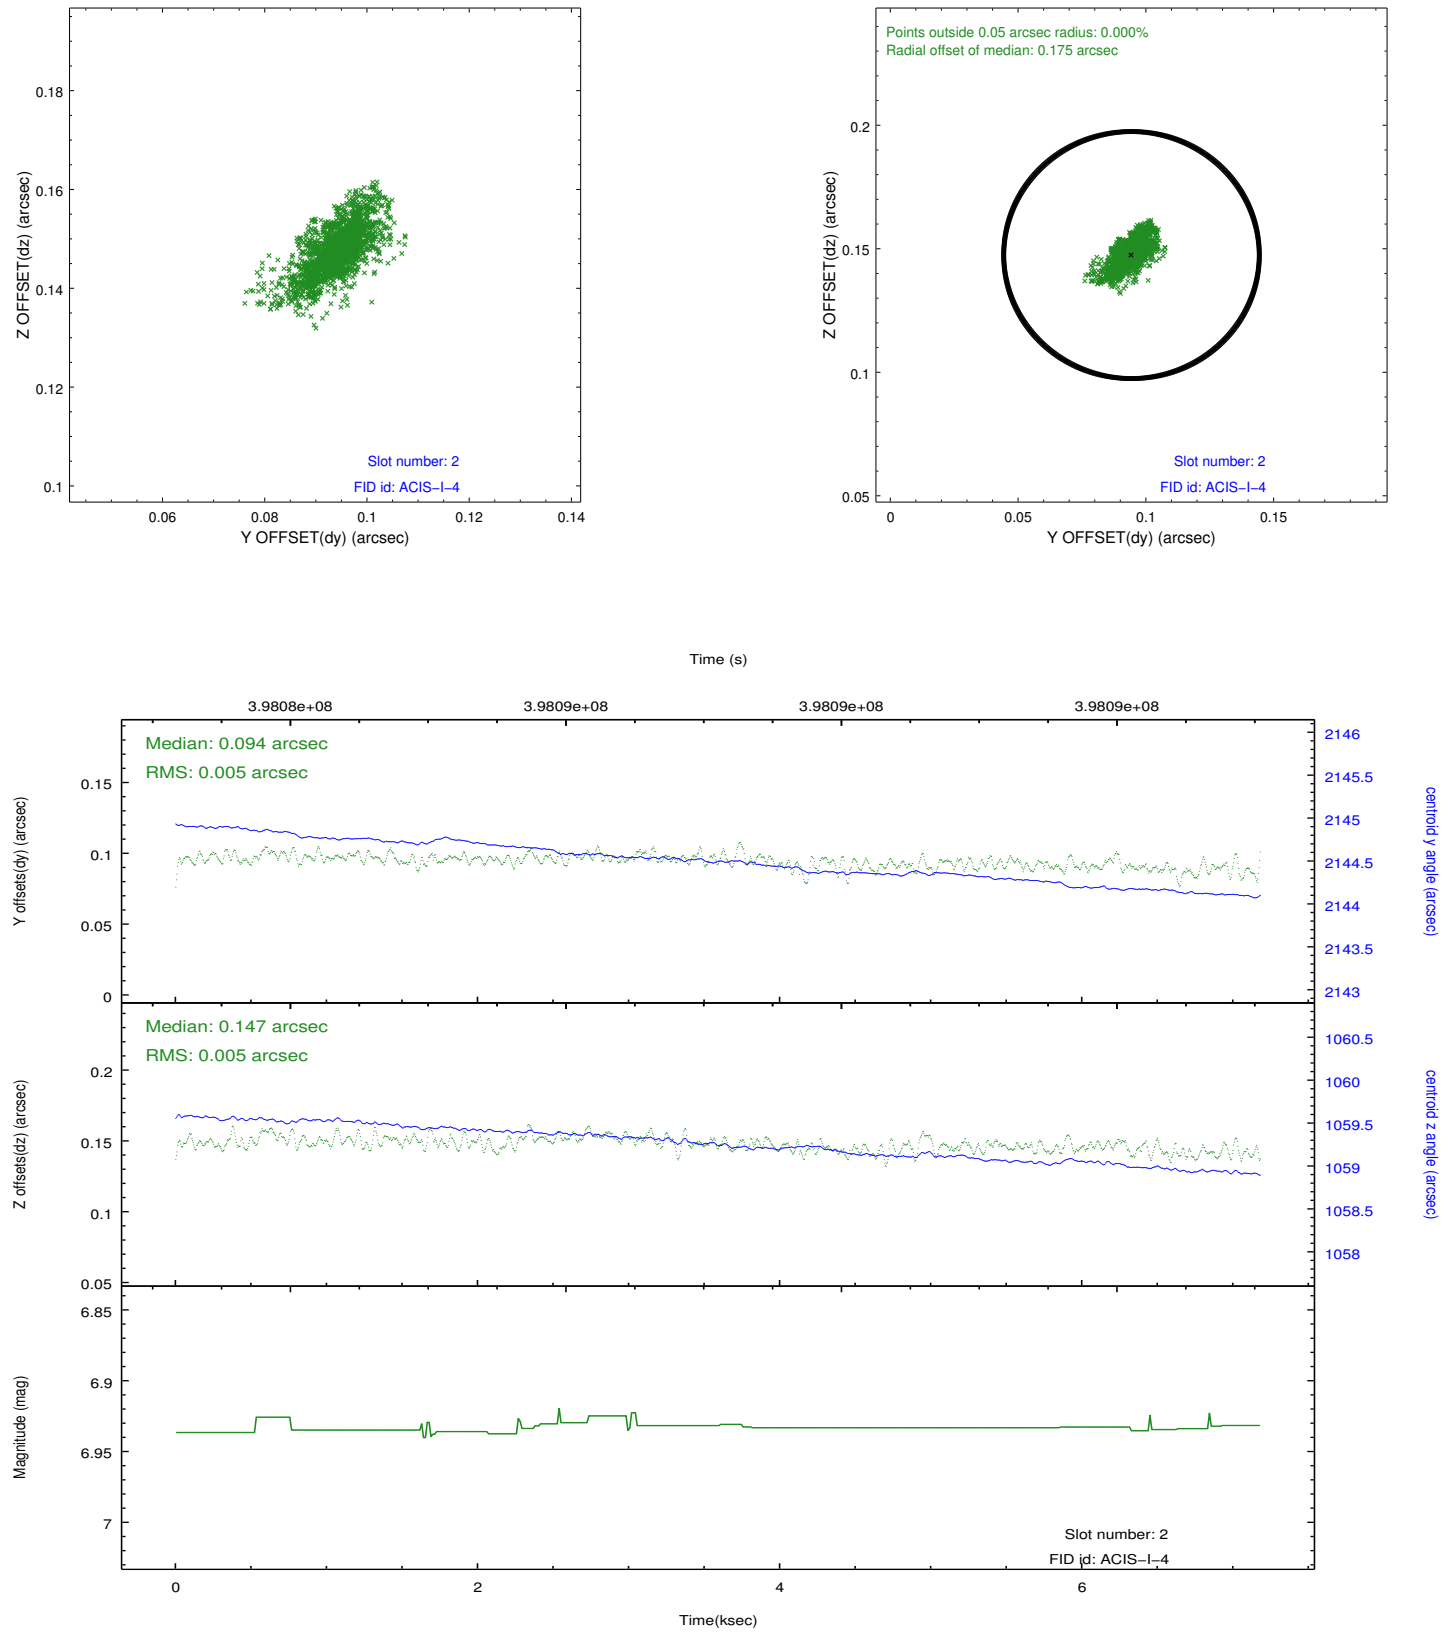 Z OFFSET(dz) (arcsec)
0.18
0.16
0.14
0.12
0.1
Slot number: 2
FID id: ACIS-I-4
0.06 0.08 0.1 0.12 0.14
Y OFFSET(dy) (arcsec)
Points outside 0.05 arcsec radius: 0.000%
Radial offset of median: 0.175 arcsec
Z OFFSET(dz) (arcsec)
0.2
0.15
0.1
0.05
Slot number: 2
FID id: ACIS-I-4
0 0.05 0.1 0.15
Y OFFSET(dy) (arcsec)
Time (s)
3.9808e+08 3.9809e+08 3.9809e+08 3.9809e+08
Median: 0.094 arcsec
RMS: 0.005 arcsec
Y offsets(dy) (arcsec)
0.15
0.1
0.05
0
2146
2145.5
2145
2144.5
2144
2143.5
2143
centroid y angle (arcsec)
Median: 0.147 arcsec
RMS: 0.005 arcsec
Z offsets(dz) (arcsec)
0.2
0.15
0.1
0.05
1060.5
1060
1059.5
1059
1058.5
1058
centroid z angle (arcsec)
Magnitude (mag)
6.85
6.9
6.95
7
Slot number: 2
FID id: ACIS-I-4
0 2 4 6
Time(ksec)